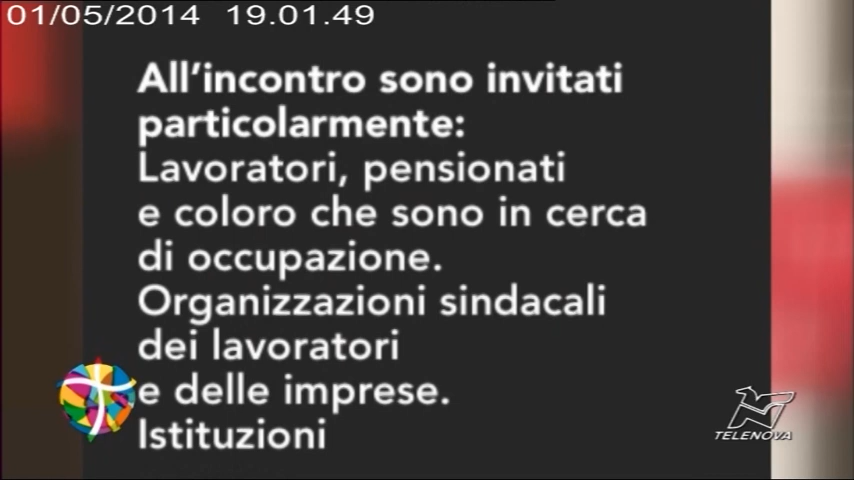 01/05/2014 19.01.49
All'incontro sono invitati
particolarmente:
Lavoratori, pensionati
e coloro che sono in cerca
di occupazione.
Organizzazioni sindacali
dei lavoratori
e delle imprese.
Istituzioni
TELENOVA